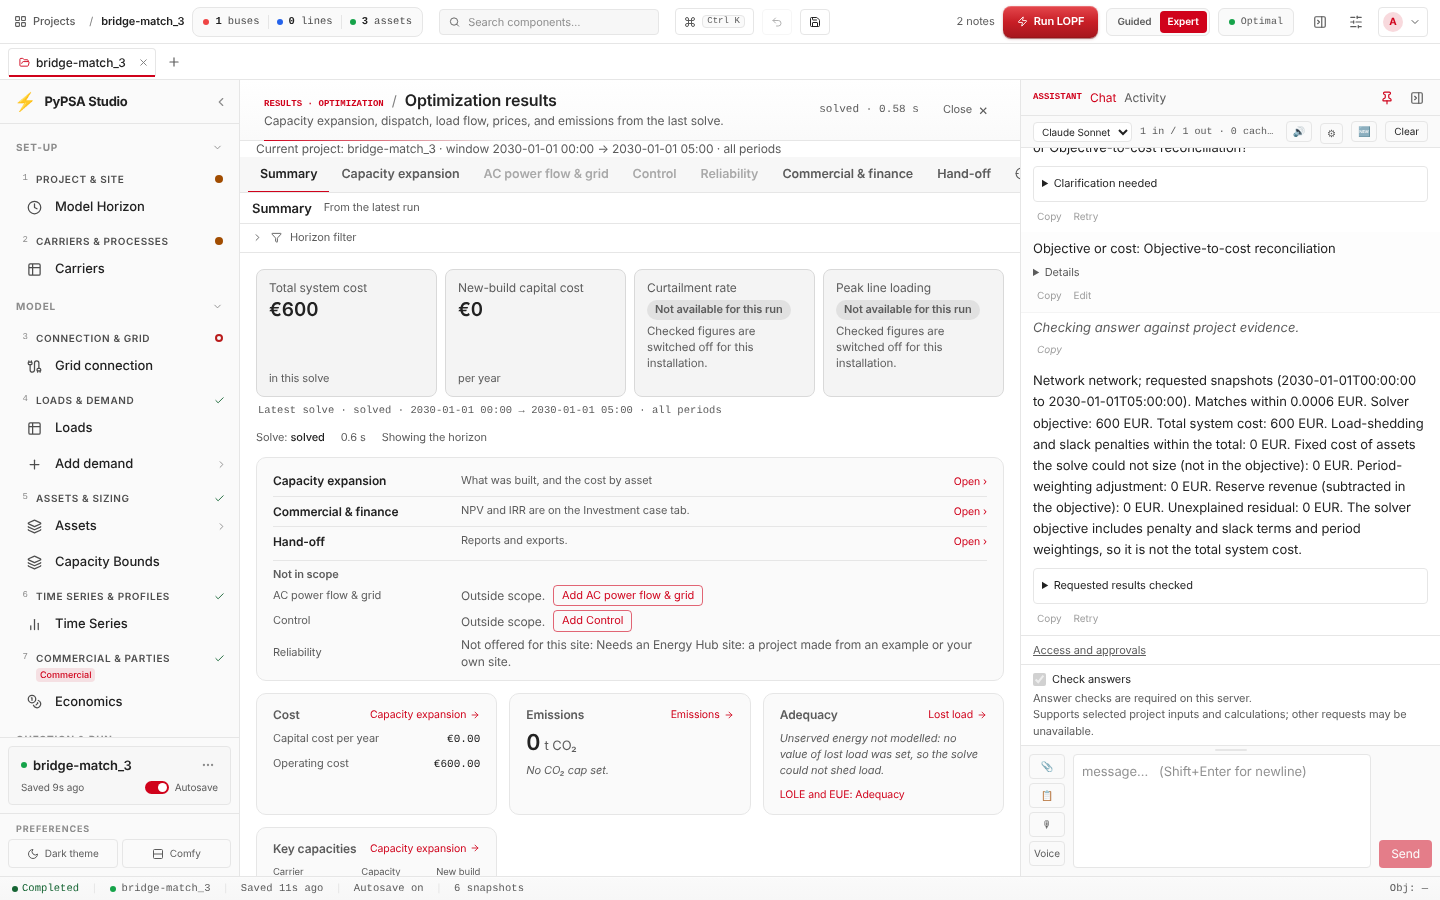 Projects / bridge-match_3
1 buses 0 lines 3 assets
Search components...
⌘ Ctrl K
2 notes
Run LOPF
Guided Expert
Optimal
A
bridge-match_3
PyPSA Studio
SET-UP
1 PROJECT & SITE
Model Horizon
2 CARRIERS & PROCESSES
Carriers
MODEL
3 CONNECTION & GRID
Grid connection
4 LOADS & DEMAND
Loads
Add demand
5 ASSETS & SIZING
Assets
Capacity Bounds
6 TIME SERIES & PROFILES
Time Series
7 COMMERCIAL & PARTIES
Commercial
Economics
bridge-match_3 ...
Saved 9s ago Autosave
PREFERENCES
Dark theme Comfy
RESULTS · OPTIMIZATION / Optimization results
Capacity expansion, dispatch, load flow, prices, and emissions from the last solve.
solved · 0.58 s Close ×
Current project: bridge-match_3 · window 2030-01-01 00:00 → 2030-01-01 05:00 · all periods
Summary Capacity expansion AC power flow & grid Control Reliability Commercial & finance Hand-off
Summary From the latest run
Horizon filter
Total system cost
€600
in this solve
New-build capital cost
€0
per year
Curtailment rate
Not available for this run
Checked figures are
switched off for this
installation.
Peak line loading
Not available for this run
Checked figures are
switched off for this
installation.
Latest solve · solved · 2030-01-01 00:00 → 2030-01-01 05:00 · all periods
Solve: solved 0.6 s Showing the horizon
Capacity expansion What was built, and the cost by asset Open ›
Commercial & finance NPV and IRR are on the Investment case tab. Open ›
Hand-off Reports and exports. Open ›
Not in scope
AC power flow & grid Outside scope. Add AC power flow & grid
Control Outside scope. Add Control
Reliability Not offered for this site: Needs an Energy Hub site: a project made from an example or your
own site.
Cost Capacity expansion →
Capital cost per year €0.00
Operating cost €600.00
Emissions Emissions →
0 t CO₂
No CO₂ cap set.
Adequacy Lost load →
Unserved energy not modelled: no
value of lost load was set, so the solve
could not shed load.
LOLE and EUE: Adequacy
Key capacities Capacity expansion →
Carrier Capacity New build
ASSISTANT Chat Activity
Claude Sonnet 1 in / 1 out · 0 cach… Clear
or Objective-to-cost reconciliation?
Clarification needed
Copy Retry
Objective or cost: Objective-to-cost reconciliation
Details
Copy Edit
Checking answer against project evidence.
Copy
Network network; requested snapshots (2030-01-01T00:00:00
to 2030-01-01T05:00:00). Matches within 0.0006 EUR. Solver
objective: 600 EUR. Total system cost: 600 EUR. Load-shedding
and slack penalties within the total: 0 EUR. Fixed cost of assets
the solve could not size (not in the objective): 0 EUR. Period-
weighting adjustment: 0 EUR. Reserve revenue (subtracted in
the objective): 0 EUR. Unexplained residual: 0 EUR. The solver
objective includes penalty and slack terms and period
weightings, so it is not the total system cost.
Requested results checked
Copy Retry
Access and approvals
Check answers
Answer checks are required on this server.
Supports selected project inputs and calculations; other requests may be
unavailable.
message... (Shift+Enter for newline)
Voice
Send
Completed bridge-match_3 Saved 11s ago Autosave on 6 snapshots
Obj: —